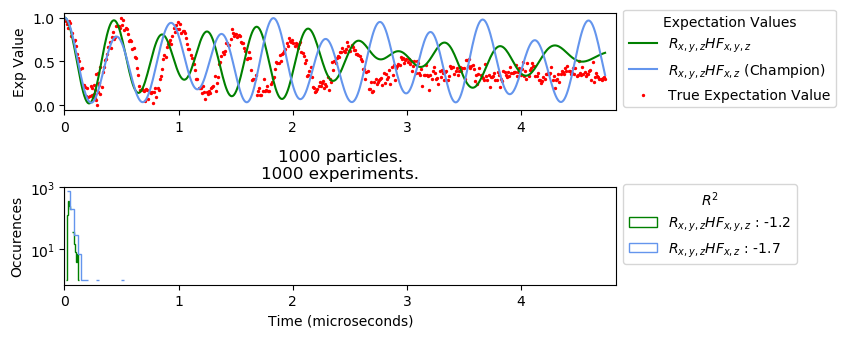 Exp Value
1.0
0.5
0.0
0
1
2
3
4
Expectation Values
R_{x,y,z}HF_{x,y,z}
R_{x,y,z}HF_{x,z} (Champion)
True Expectation Value
1000 particles.
1000 experiments.
Occurences
10^3
10^1
0
1
2
3
4
Time (microseconds)
R^2
R_{x,y,z}HF_{x,y,z} : -1.2
R_{x,y,z}HF_{x,z} : -1.7